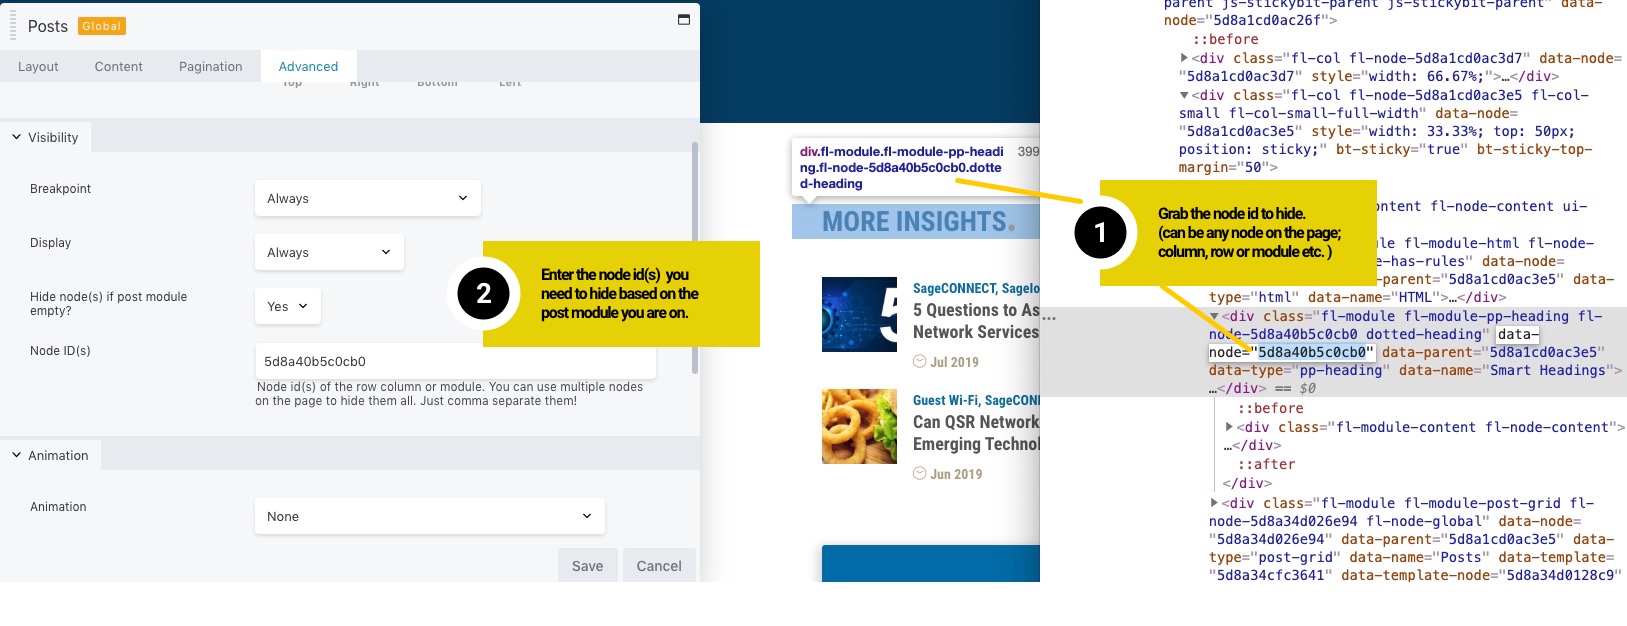 Posts Global
Layout Content Pagination Advanced
Top Right Bottom Left
Visibility
Breakpoint
Always
Display
Always
Hide node(s) if post module
empty?
Yes
Node ID(s)
5d8a40b5c0cb0
Node id(s) of the row column or module. You can use multiple nodes
on the page to hide them all. Just comma separate them!
Animation
Animation
None
Save Cancel
2
Enter the node id(s) you
need to hide based on the
post module you are on.
div.fl-module.fl-module-pp-headi
ng.fl-node-5d8a40b5c0cb0.dotte
d-heading
399
MORE INSIGHTS.
SageCONNECT, SageIo
5 Questions to As
Network Services
Jul 2019
Guest Wi-Fi, SageCON
Can QSR Network
Emerging Technol
Jun 2019
1
Grab the node id to hide.
(can be any node on the page;
column, row or module etc. )
parent js-stickybit-parent js-stickybit-parent" data-
node="5d8a1cd0ac26f">
::before
<div class="fl-col fl-node-5d8a1cd0ac3d7" data-node=
"5d8a1cd0ac3d7" style="width: 66.67%;">…</div>
<div class="fl-col fl-node-5d8a1cd0ac3e5 fl-col-
small fl-col-small-full-width" data-node=
"5d8a1cd0ac3e5" style="width: 33.33%; top: 50px;
position: sticky;" bt-sticky="true" bt-sticky-top-
margin="50">
ontent fl-node-content ui-
le fl-module-html fl-node-
e-has-rules" data-node=
-parent="5d8a1cd0ac3e5" data-
type="html" data-name="HTML">…</div>
<div class="fl-module fl-module-pp-heading fl-
node-5d8a40b5c0cb0 dotted-heading" data-
node="5d8a40b5c0cb0" data-parent="5d8a1cd0ac3e5"
data-type="pp-heading" data-name="Smart Headings">
…</div> == $0
::before
<div class="fl-module-content fl-node-content">
…</div>
::after
</div>
<div class="fl-module fl-module-post-grid fl-
node-5d8a34d026e94 fl-node-global" data-node=
"5d8a34d026e94" data-parent="5d8a1cd0ac3e5" data-
type="post-grid" data-name="Posts" data-template=
"5d8a34cfc3641" data-template-node="5d8a34d0128c9"